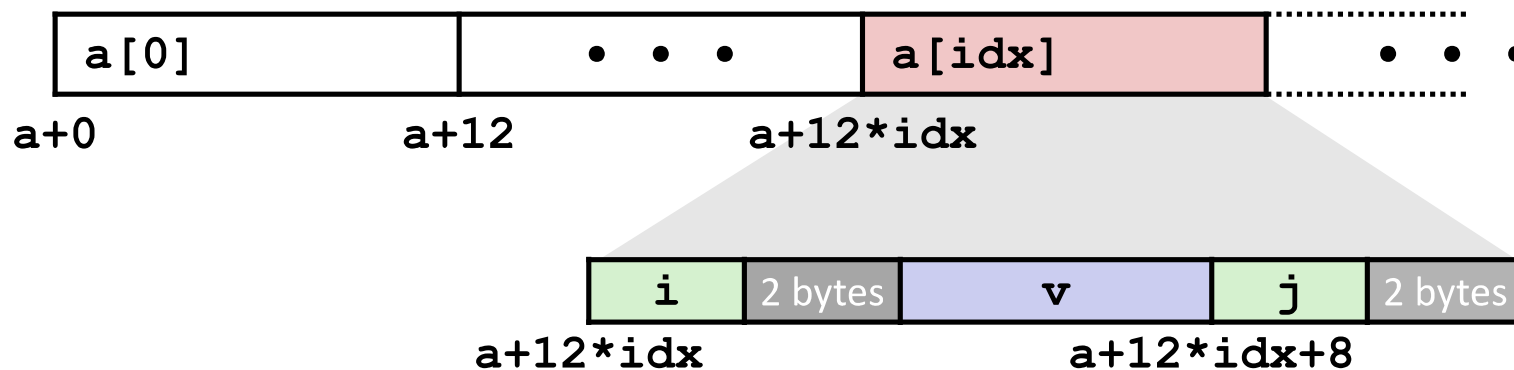 a[0] • • • a[idx] • • •
a+0 a+12 a+12*idx
i 2 bytes v j 2 bytes
a+12*idx a+12*idx+8